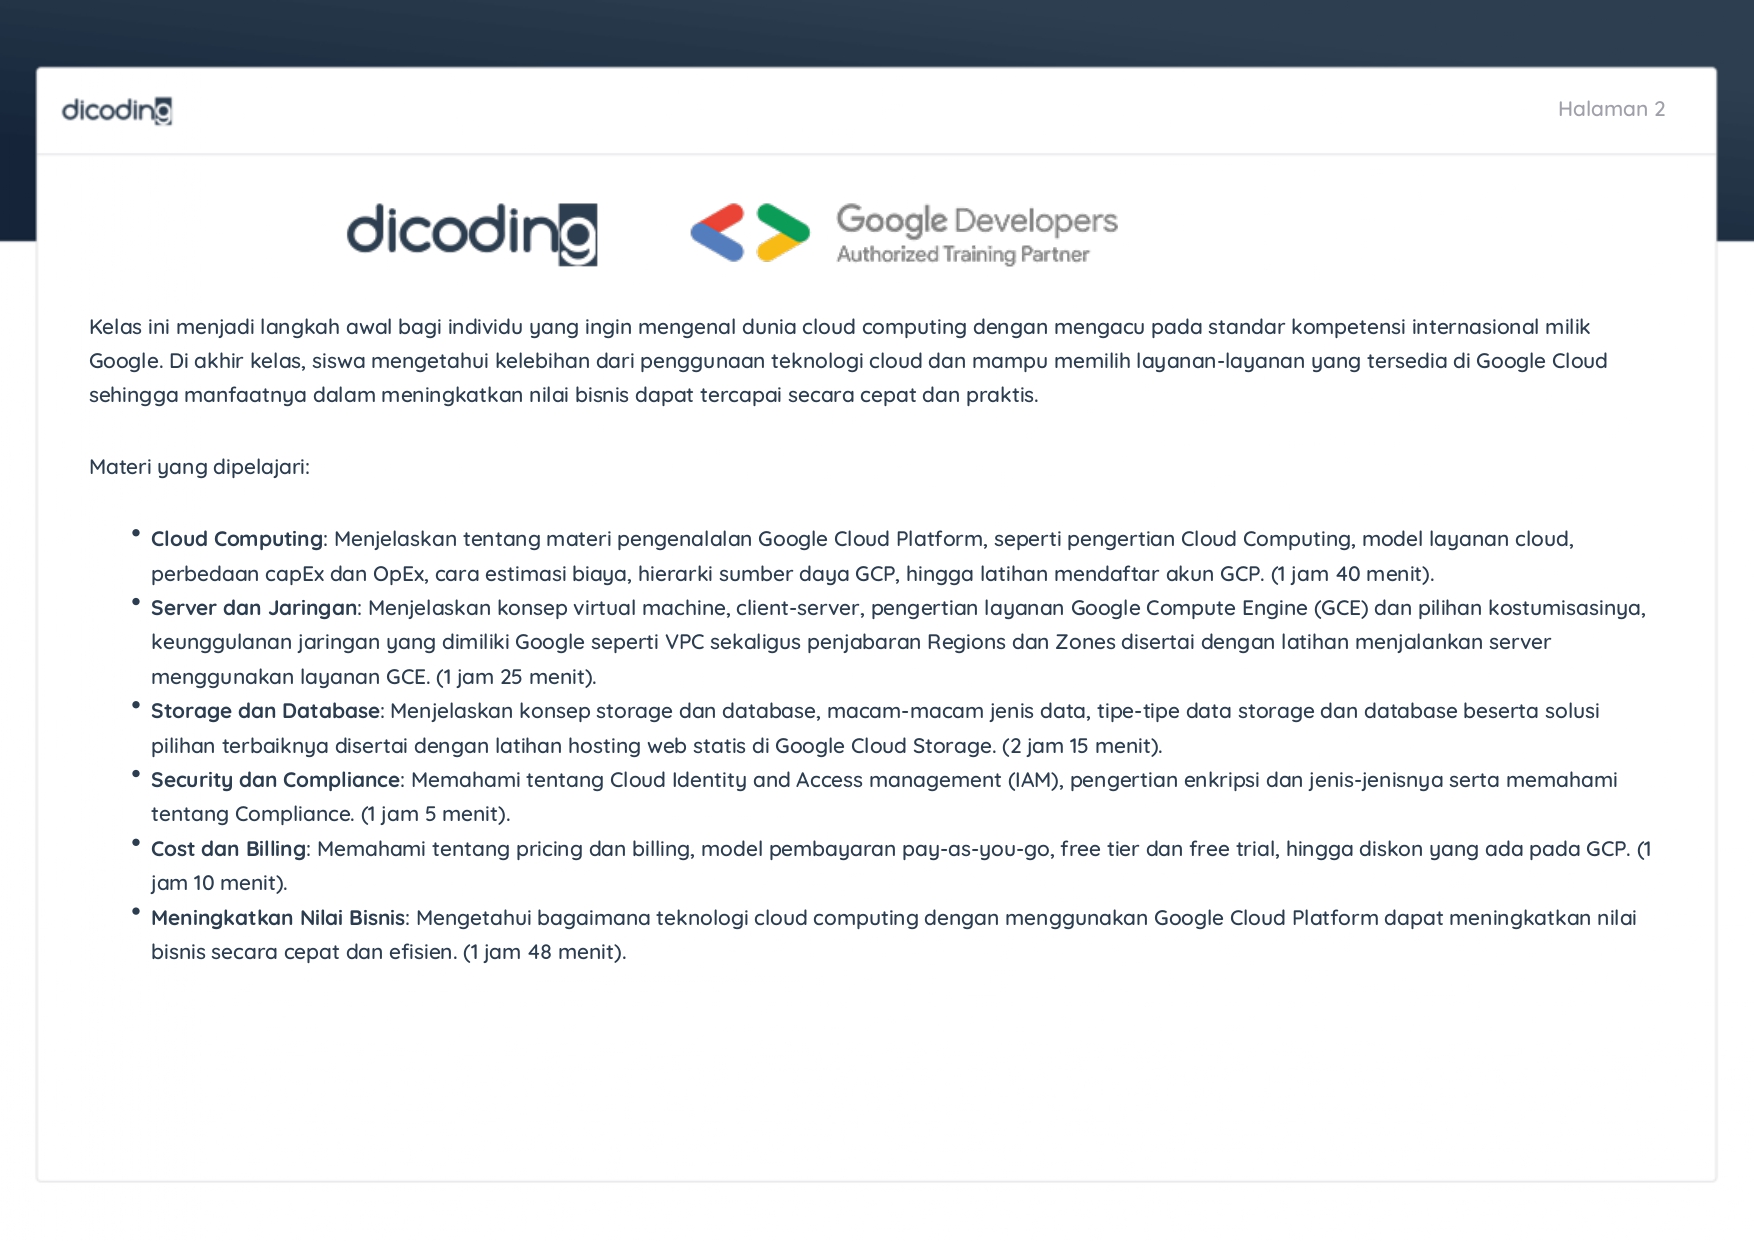 dicoding
Halaman 2
dicoding
Google Developers
Authorized Training Partner
Kelas ini menjadi langkah awal bagi individu yang ingin mengenal dunia cloud computing dengan mengacu pada standar kompetensi internasional milik
Google. Di akhir kelas, siswa mengetahui kelebihan dari penggunaan teknologi cloud dan mampu memilih layanan-layanan yang tersedia di Google Cloud
sehingga manfaatnya dalam meningkatkan nilai bisnis dapat tercapai secara cepat dan praktis.
Materi yang dipelajari:
• Cloud Computing: Menjelaskan tentang materi pengenalalan Google Cloud Platform, seperti pengertian Cloud Computing, model layanan cloud,
perbedaan capEx dan OpEx, cara estimasi biaya, hierarki sumber daya GCP, hingga latihan mendaftar akun GCP. (1 jam 40 menit).
• Server dan Jaringan: Menjelaskan konsep virtual machine, client-server, pengertian layanan Google Compute Engine (GCE) dan pilihan kostumisasinya,
keunggulanan jaringan yang dimiliki Google seperti VPC sekaligus penjabaran Regions dan Zones disertai dengan latihan menjalankan server
menggunakan layanan GCE. (1 jam 25 menit).
• Storage dan Database: Menjelaskan konsep storage dan database, macam-macam jenis data, tipe-tipe data storage dan database beserta solusi
pilihan terbaiknya disertai dengan latihan hosting web statis di Google Cloud Storage. (2 jam 15 menit).
• Security dan Compliance: Memahami tentang Cloud Identity and Access management (IAM), pengertian enkripsi dan jenis-jenisnya serta memahami
tentang Compliance. (1 jam 5 menit).
• Cost dan Billing: Memahami tentang pricing dan billing, model pembayaran pay-as-you-go, free tier dan free trial, hingga diskon yang ada pada GCP. (1
jam 10 menit).
• Meningkatkan Nilai Bisnis: Mengetahui bagaimana teknologi cloud computing dengan menggunakan Google Cloud Platform dapat meningkatkan nilai
bisnis secara cepat dan efisien. (1 jam 48 menit).